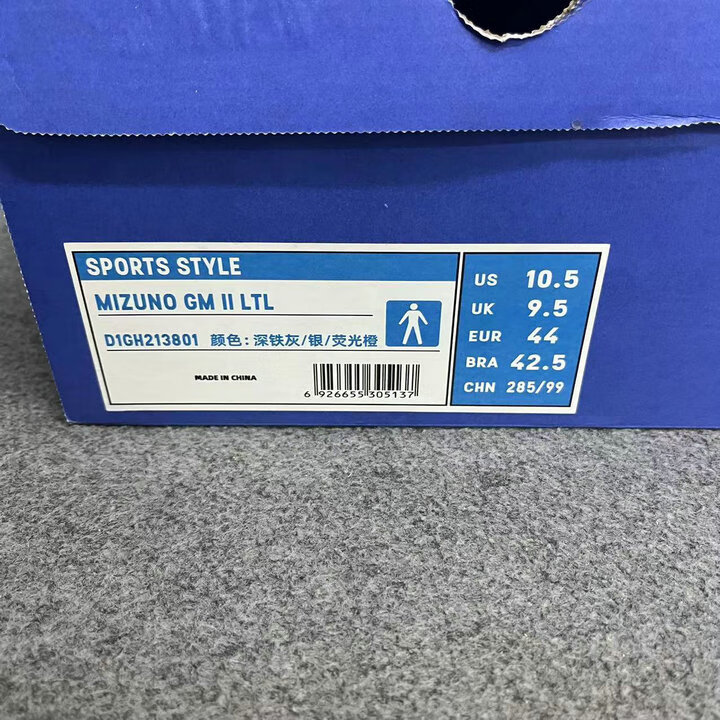 SPORTS STYLE
MIZUNO GM II LTL
D1GH213801 颜色:深铁灰/银/荧光橙
MADE IN CHINA
6 926655 305137
US 10.5
UK 9.5
EUR 44
BRA 42.5
CHN 285/99